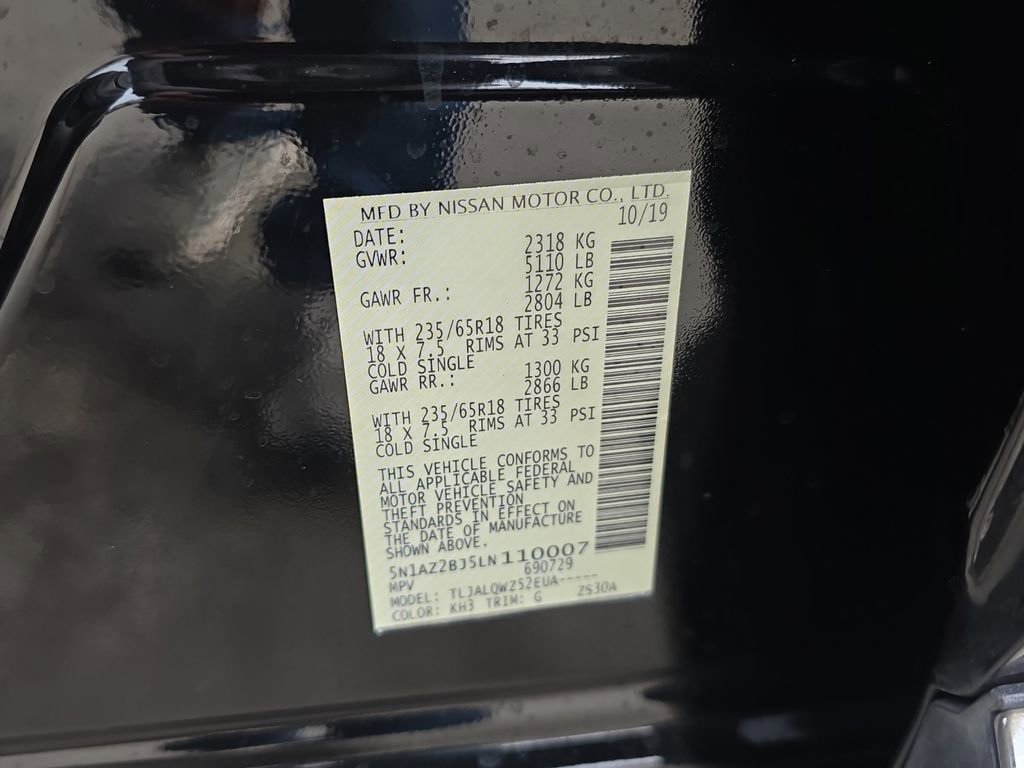 MFD BY NISSAN MOTOR CO., LTD.
DATE: 10/19
GVWR: 2318 KG
5110 LB
GAWR FR.: 1272 KG
2804 LB
WITH 235/65R18 TIRES
18 X 7.5 RIMS AT 33 PSI
COLD SINGLE
GAWR RR.: 1300 KG
2866 LB
WITH 235/65R18 TIRES
18 X 7.5 RIMS AT 33 PSI
COLD SINGLE
THIS VEHICLE CONFORMS TO
ALL APPLICABLE FEDERAL
MOTOR VEHICLE SAFETY AND
THEFT PREVENTION
STANDARDS IN EFFECT ON
THE DATE OF MANUFACTURE
SHOWN ABOVE.
5N1AZ2BJ5LN110007
MPV 690729
MODEL: TLJALQWZ52EUA-----
COLOR: KH3 TRIM: G ZS30A